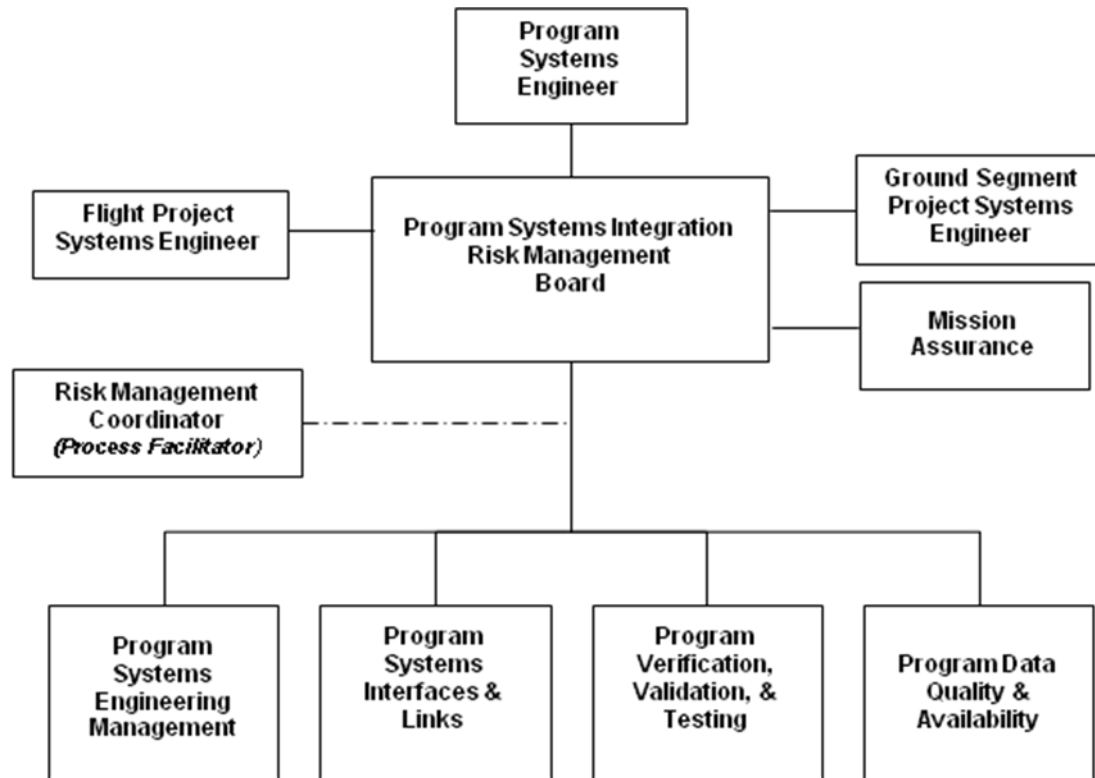 Program
Systems
Engineer
Flight Project
Systems Engineer
Program Systems Integration
Risk Management
Board
Ground Segment
Project Systems
Engineer
Mission
Assurance
Risk Management
Coordinator
(Process Facilitator)
Program
Systems
Engineering
Management
Program
Systems
Interfaces &
Links
Program
Verification,
Validation, &
Testing
Program Data
Quality &
Availability